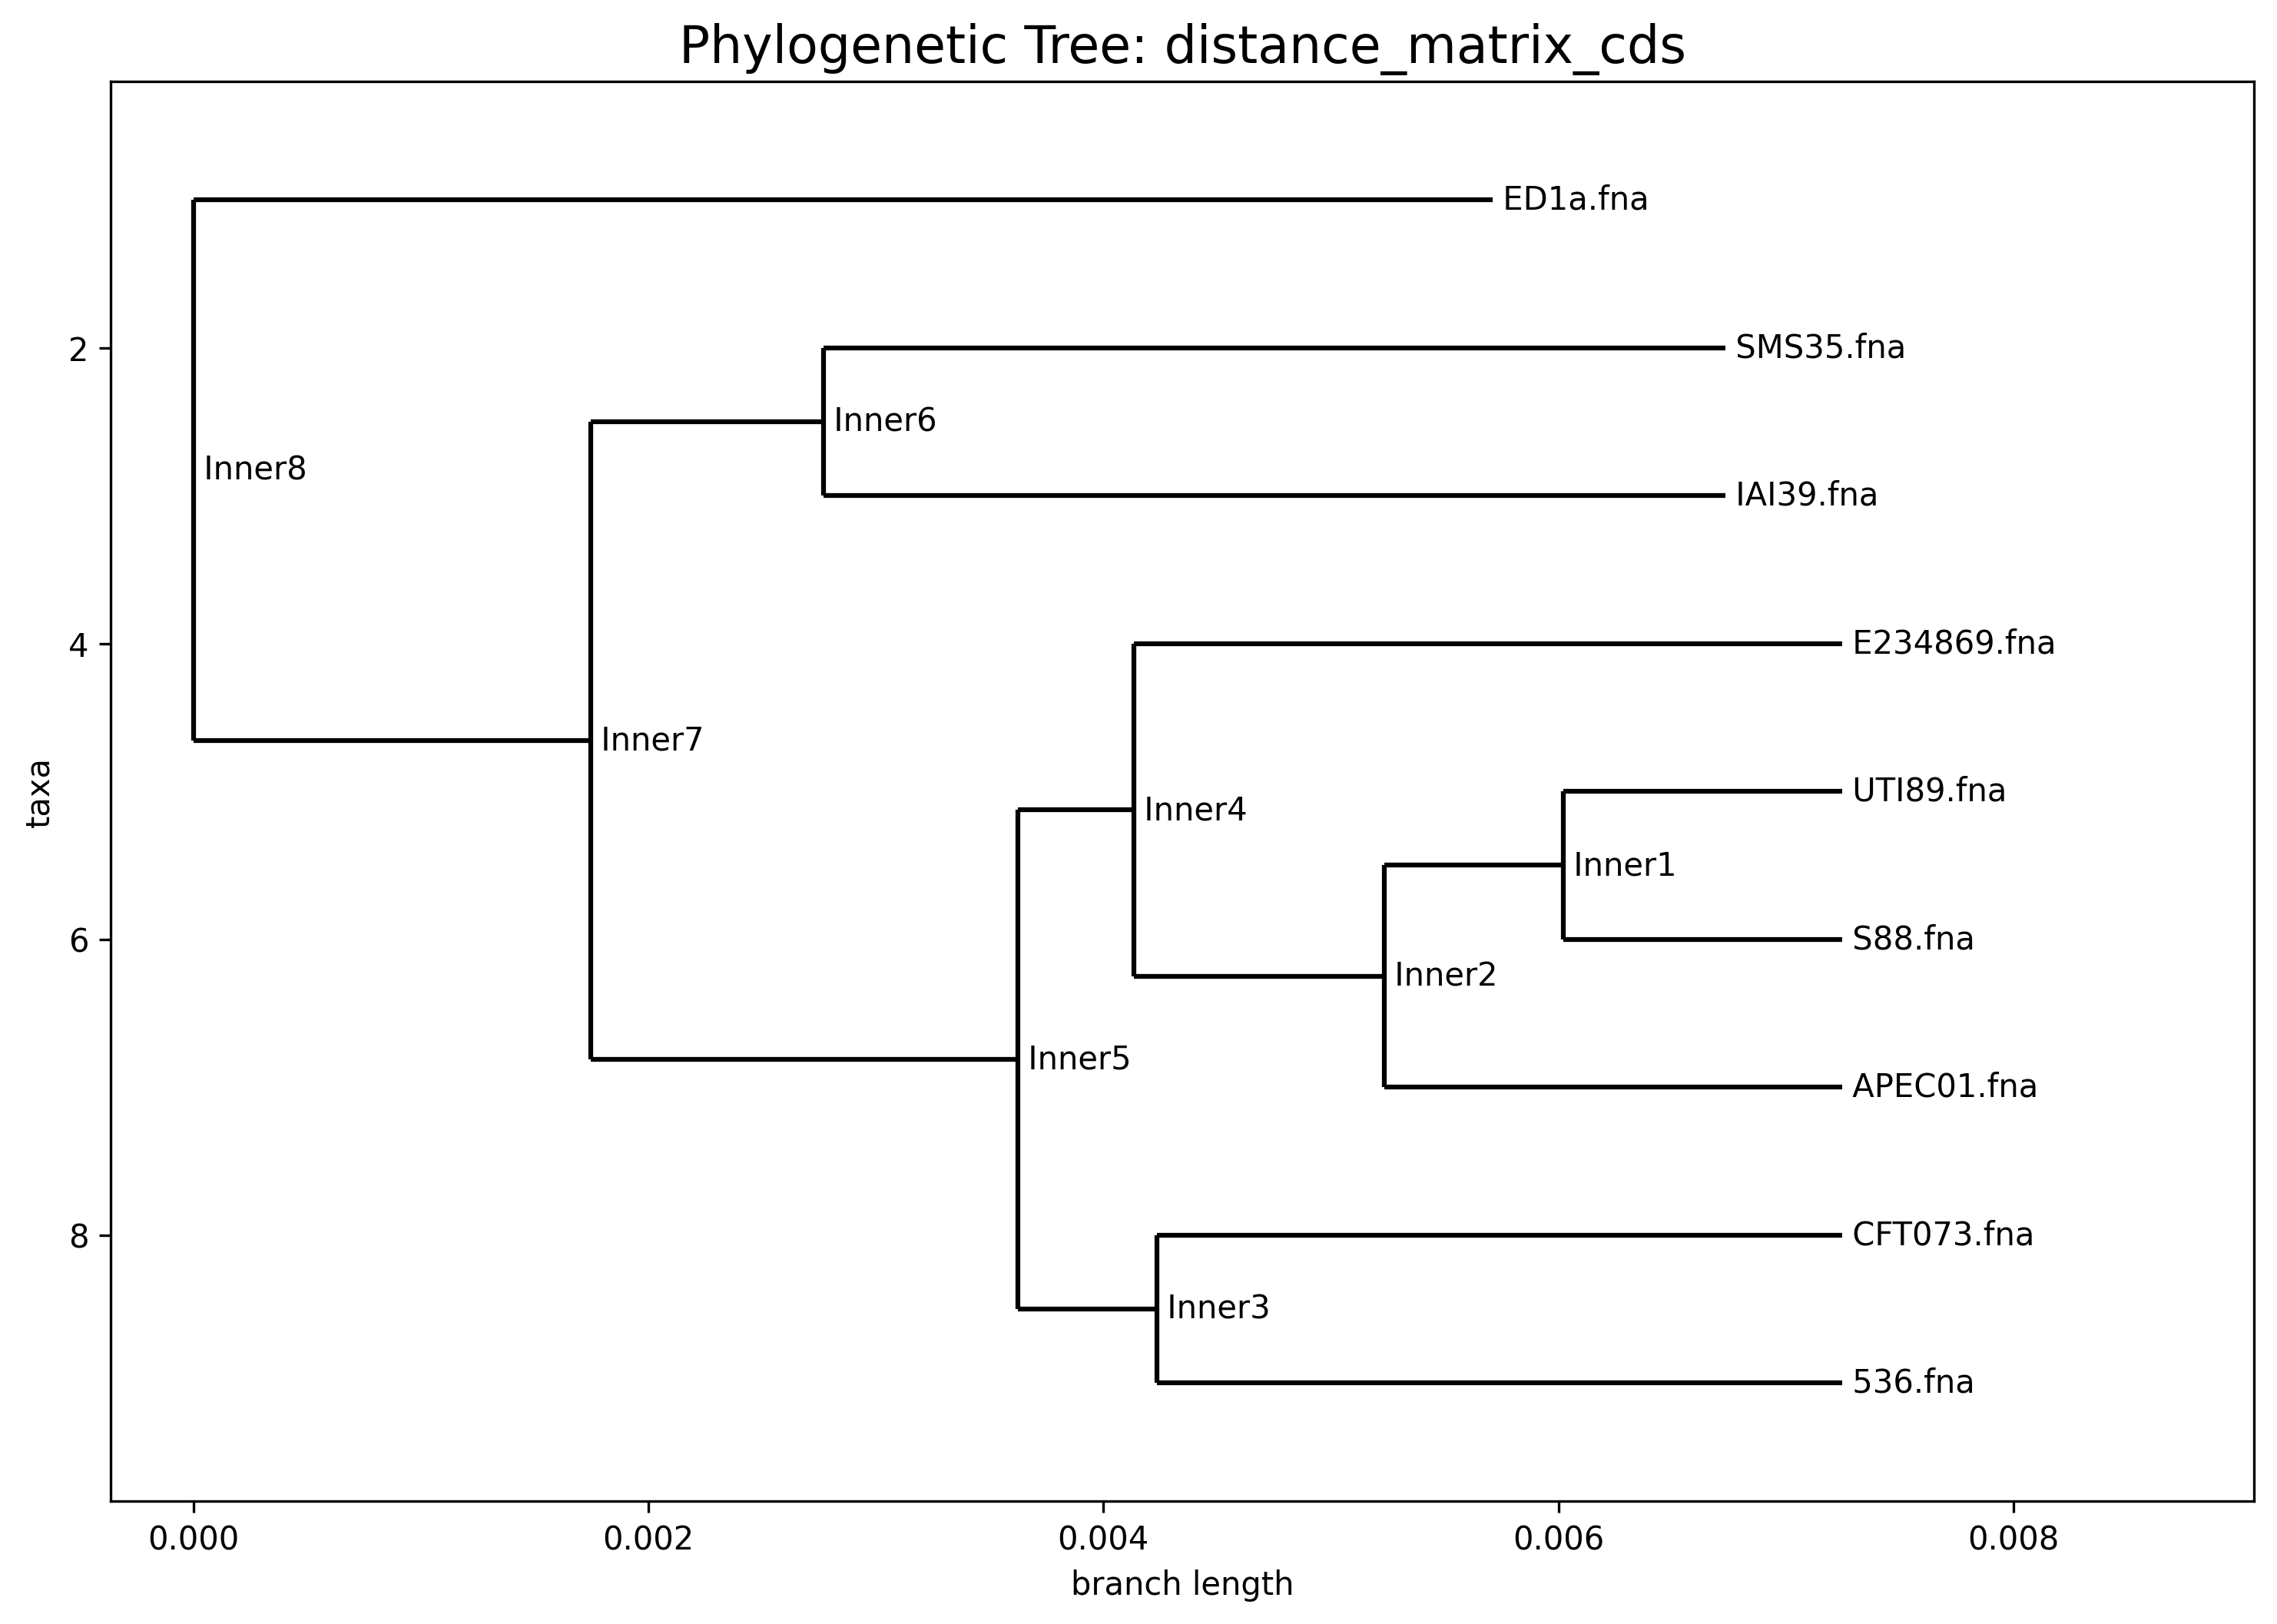 Phylogenetic Tree: distance_matrix_cds
ED1a.fna
2
SMS35.fna
Inner6
Inner8
IAI39.fna
4
E234869.fna
Inner7
taxa
UTI89.fna
Inner4
Inner1
6
S88.fna
Inner2
Inner5
APEC01.fna
8
CFT073.fna
Inner3
536.fna
0.000 0.002 0.004 0.006 0.008
branch length